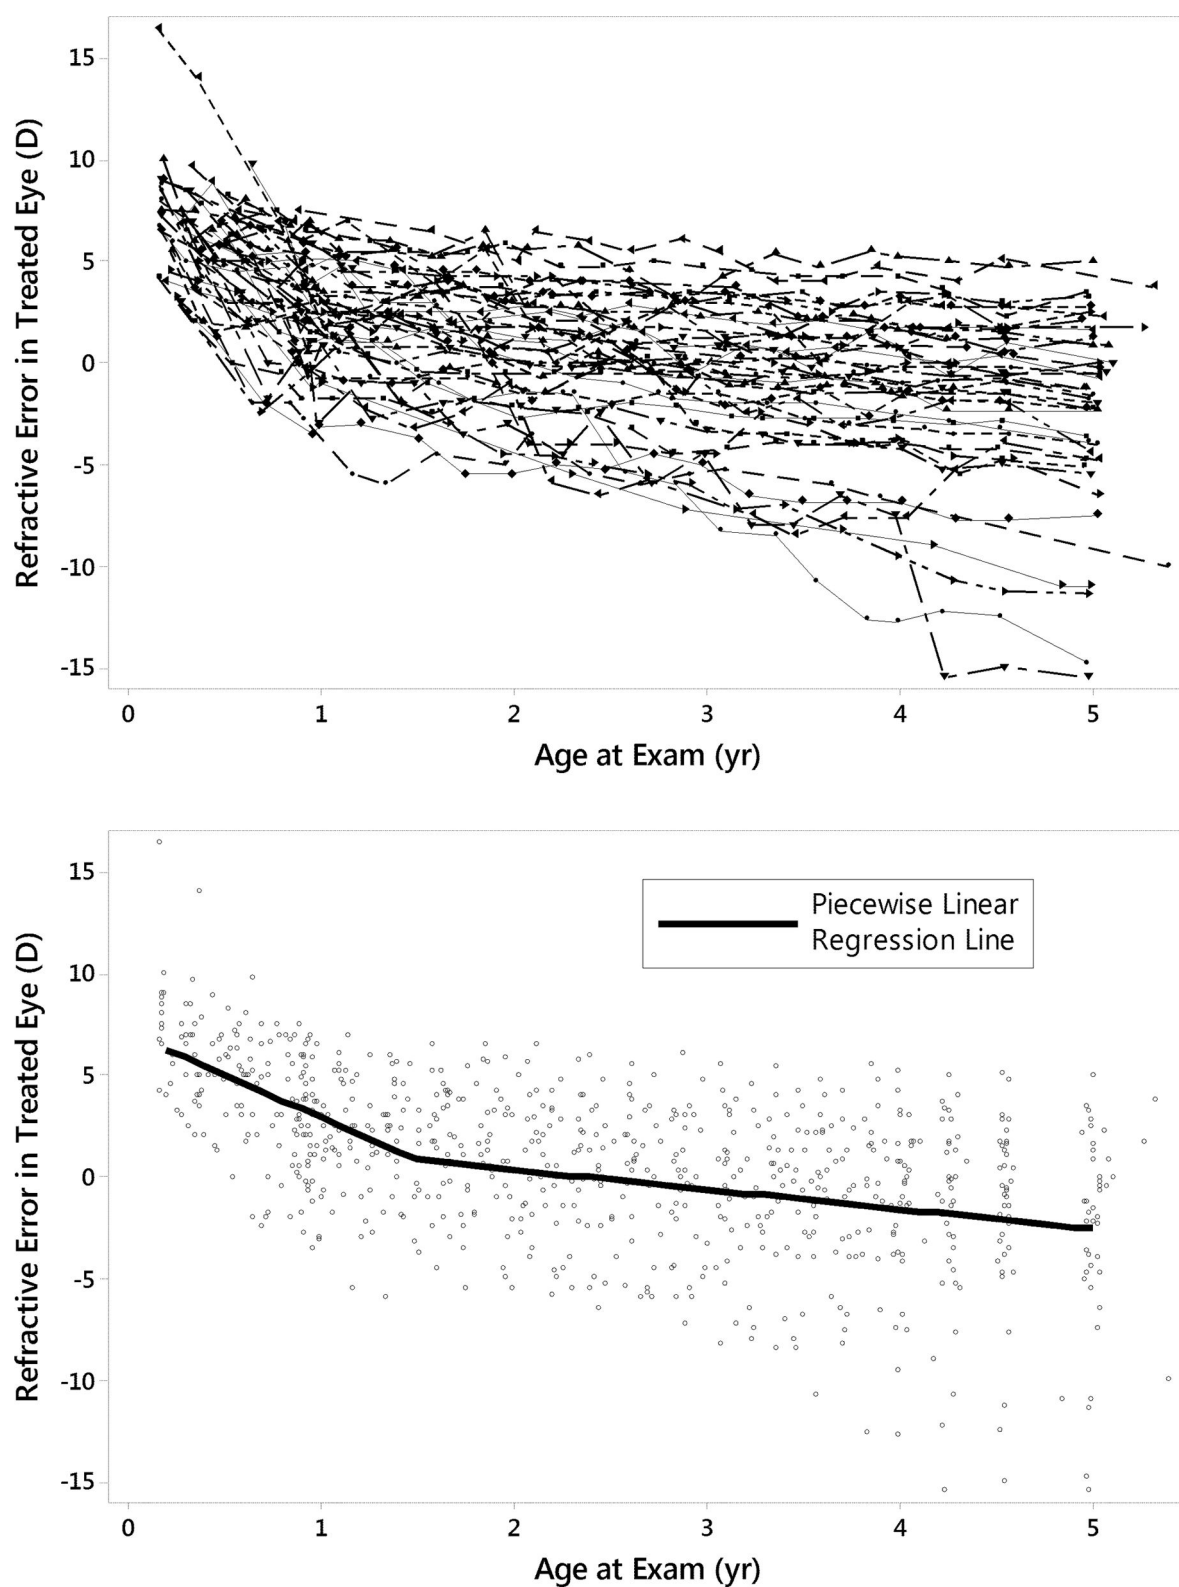 15
10
5
0
-5
-10
-15
Refractive Error in Treated Eye (D)
0 1 2 3 4 5
Age at Exam (yr)
15
10
5
0
-5
-10
-15
Refractive Error in Treated Eye (D)
Piecewise Linear
Regression Line
0 1 2 3 4 5
Age at Exam (yr)